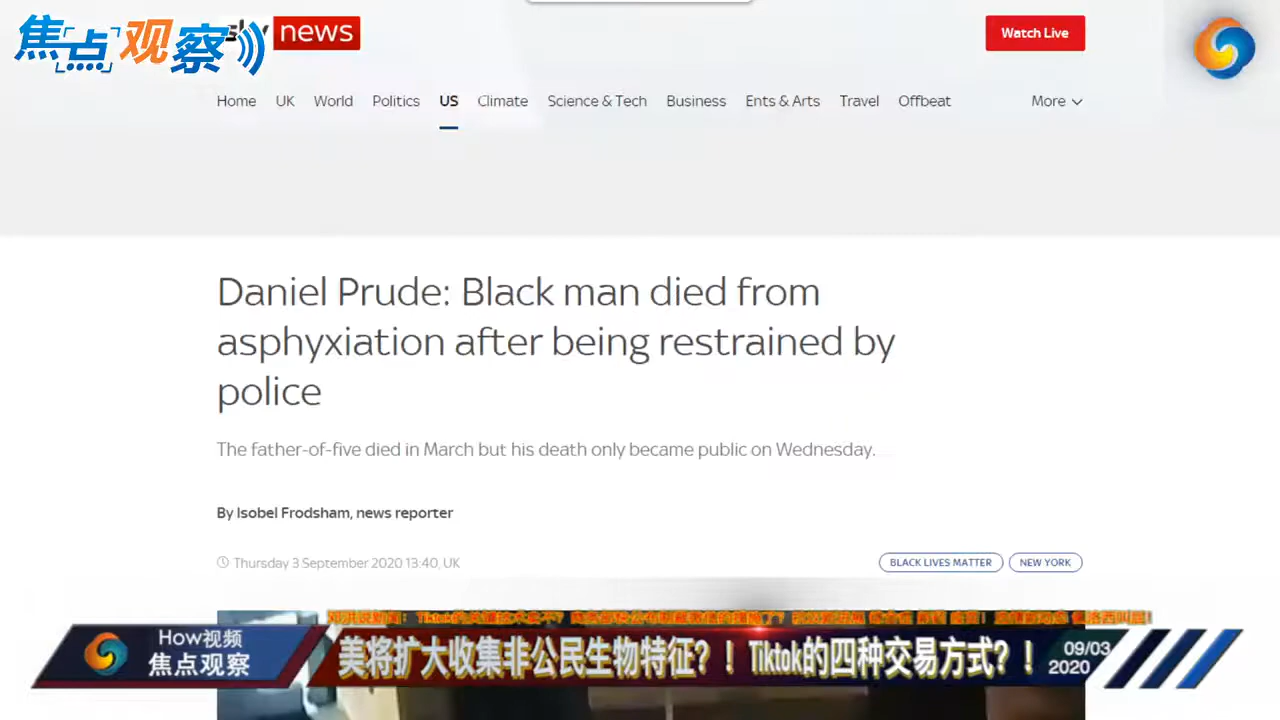 焦点观察
sky news
Watch Live
Home UK World Politics US Climate Science & Tech Business Ents & Arts Travel Offbeat More
Daniel Prude: Black man died from
asphyxiation after being restrained by
police
The father-of-five died in March but his death only became public on Wednesday.
By Isobel Frodsham, news reporter
Thursday 3 September 2020 13:40, UK
BLACK LIVES MATTER
NEW YORK
How视频
焦点观察
美将扩大收集非公民生物特征?！Tiktok的四种交易方式?！
09/03
2020